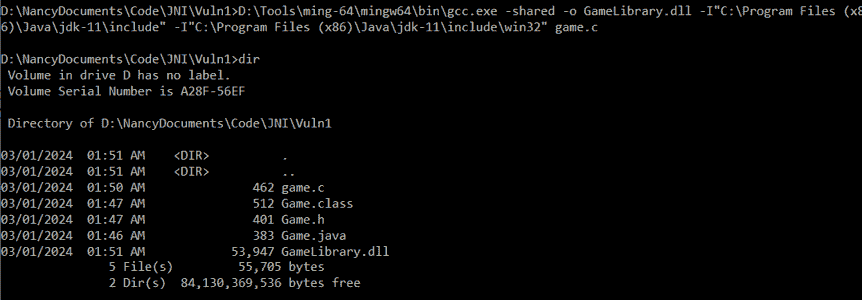 D:\NancyDocuments\Code\JNI\Vuln1>D:\Tools\ming-64\mingw64\bin\gcc.exe -shared -o GameLibrary.dll -I"C:\Program Files (x8
6)\Java\jdk-11\include" -I"C:\Program Files (x86)\Java\jdk-11\include\win32" game.c
D:\NancyDocuments\Code\JNI\Vuln1>dir
Volume in drive D has no label.
Volume Serial Number is A28F-56EF
Directory of D:\NancyDocuments\Code\JNI\Vuln1
03/01/2024  01:51 AM    <DIR>          .
03/01/2024  01:51 AM    <DIR>          ..
03/01/2024  01:50 AM               462 game.c
03/01/2024  01:47 AM               512 Game.class
03/01/2024  01:47 AM               401 Game.h
03/01/2024  01:46 AM               383 Game.java
03/01/2024  01:51 AM            53,947 GameLibrary.dll
5 File(s)         55,705 bytes
2 Dir(s)  84,130,369,536 bytes free